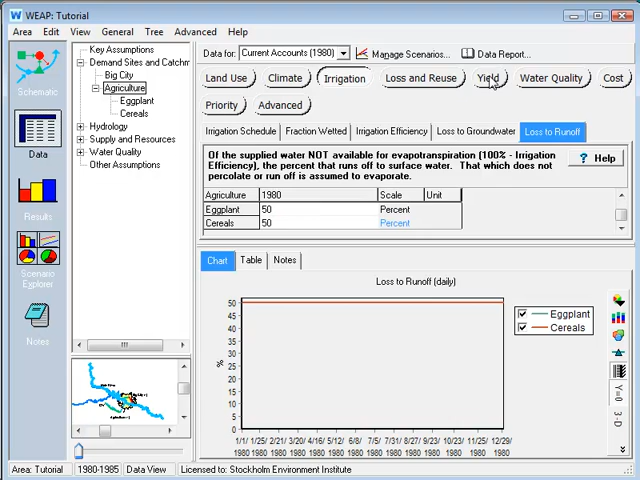 WEAP: Tutorial
Area Edit View General Tree Advanced Help
Schematic
Data
Results
Scenario
Explorer
Notes
Key Assumptions
Demand Sites and Catchm
Big City
Agriculture
Eggplant
Cereals
Hydrology
Supply and Resources
Water Quality
Other Assumptions
Data for: Current Accounts (1980) Manage Scenarios... Data Report...
Land Use Climate Irrigation Loss and Reuse Yield Water Quality Cost
Priority Advanced
Irrigation Schedule Fraction Wetted Irrigation Efficiency Loss to Groundwater Loss to Runoff
Of the supplied water NOT available for evapotranspiration (100% - Irrigation
Efficiency), the percent that runs off to surface water. That which does not
percolate or run off is assumed to evaporate.
? Help
Agriculture 1980 Scale Unit
Eggplant 50 Percent
Cereals 50 Percent
Chart Table Notes
Loss to Runoff (daily)
50
45
40
35
30
25
20
15
10
5
0
%
1/1/ 1/25/ 2/21/ 3/20/ 4/16/ 5/12/ 6/8/ 7/5/ 8/1/ 8/27/ 9/23/ 11/2/ 12/29/
1980 1980 1980 1980 1980 1980 1980 1980 1980 1980 1980 1980 1980
Eggplant
Cereals
Y=0
3-D
Area: Tutorial 1980-1985 Data View Licensed to: Stockholm Environment Institute